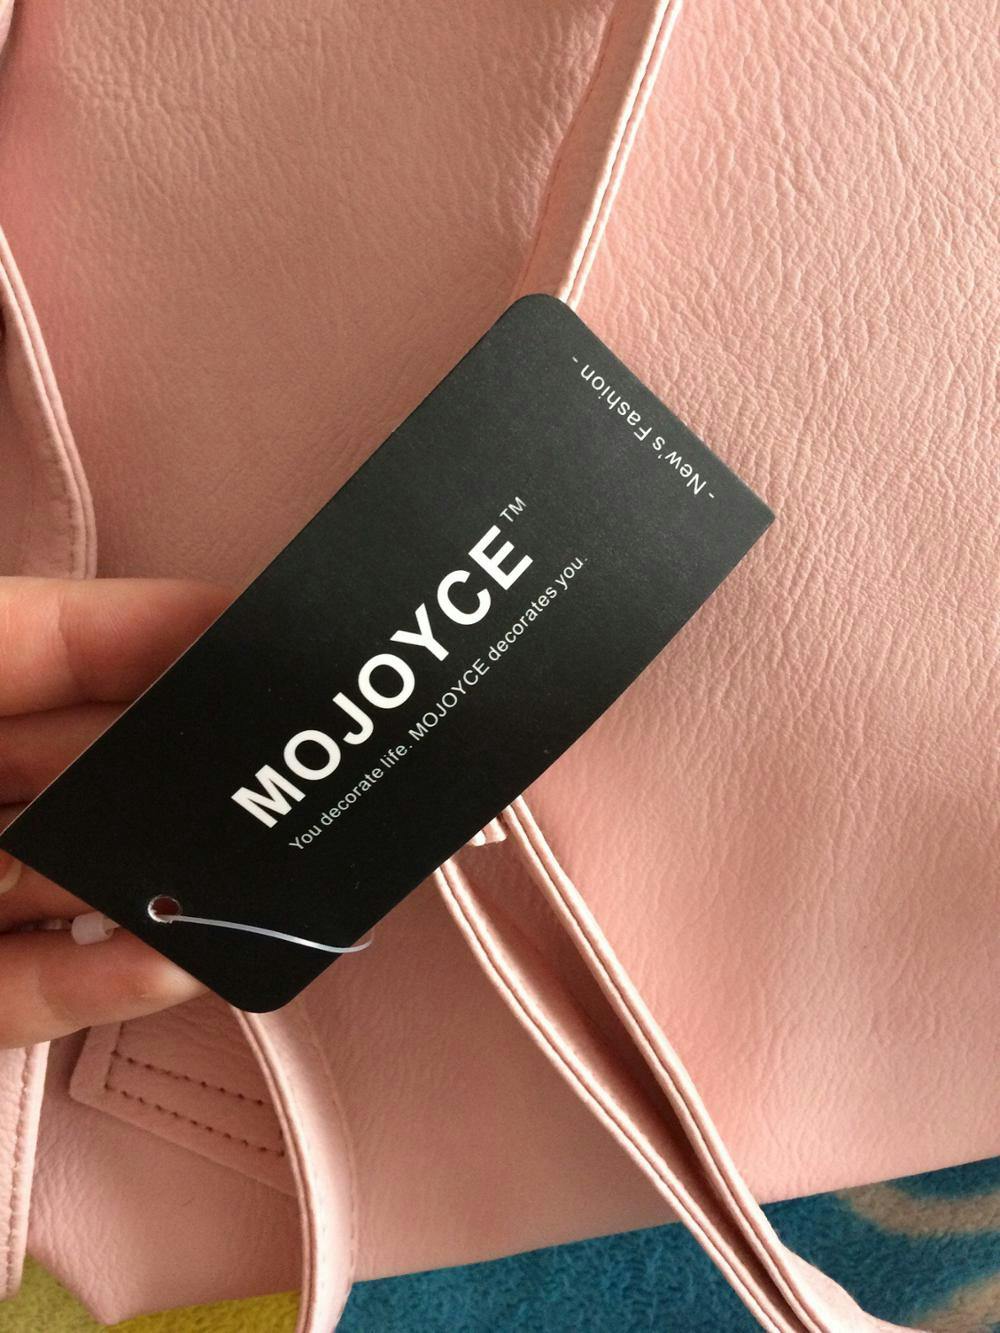 MOJOYCE™
You decorate life. MOJOYCE decorates you.
- New's Fashion -